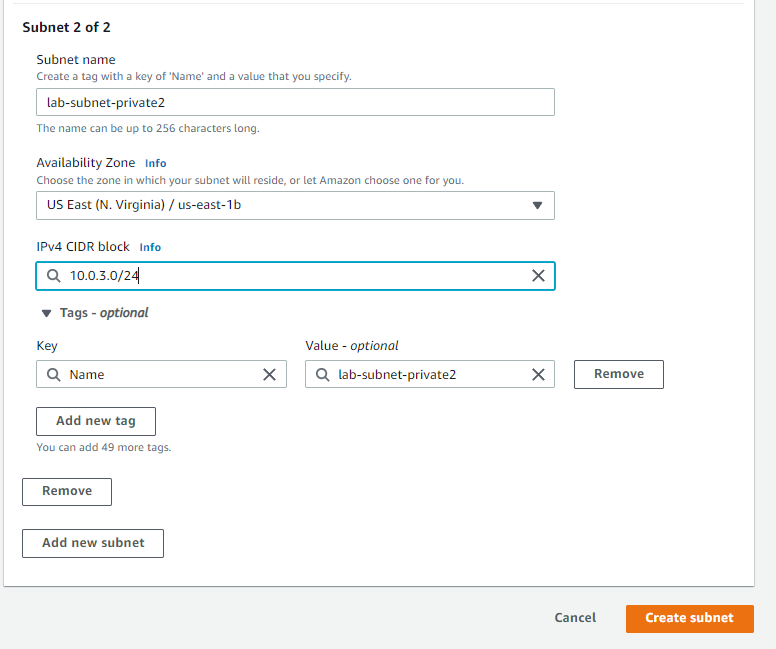 Subnet 2 of 2
Subnet name
Create a tag with a key of 'Name' and a value that you specify.
lab-subnet-private2
The name can be up to 256 characters long.
Availability Zone Info
Choose the zone in which your subnet will reside, or let Amazon choose one for you.
US East (N. Virginia) / us-east-1b
IPv4 CIDR block Info
10.0.3.0/24
Tags - optional
Key Value - optional
Name lab-subnet-private2 Remove
Add new tag
You can add 49 more tags.
Remove
Add new subnet
Cancel Create subnet